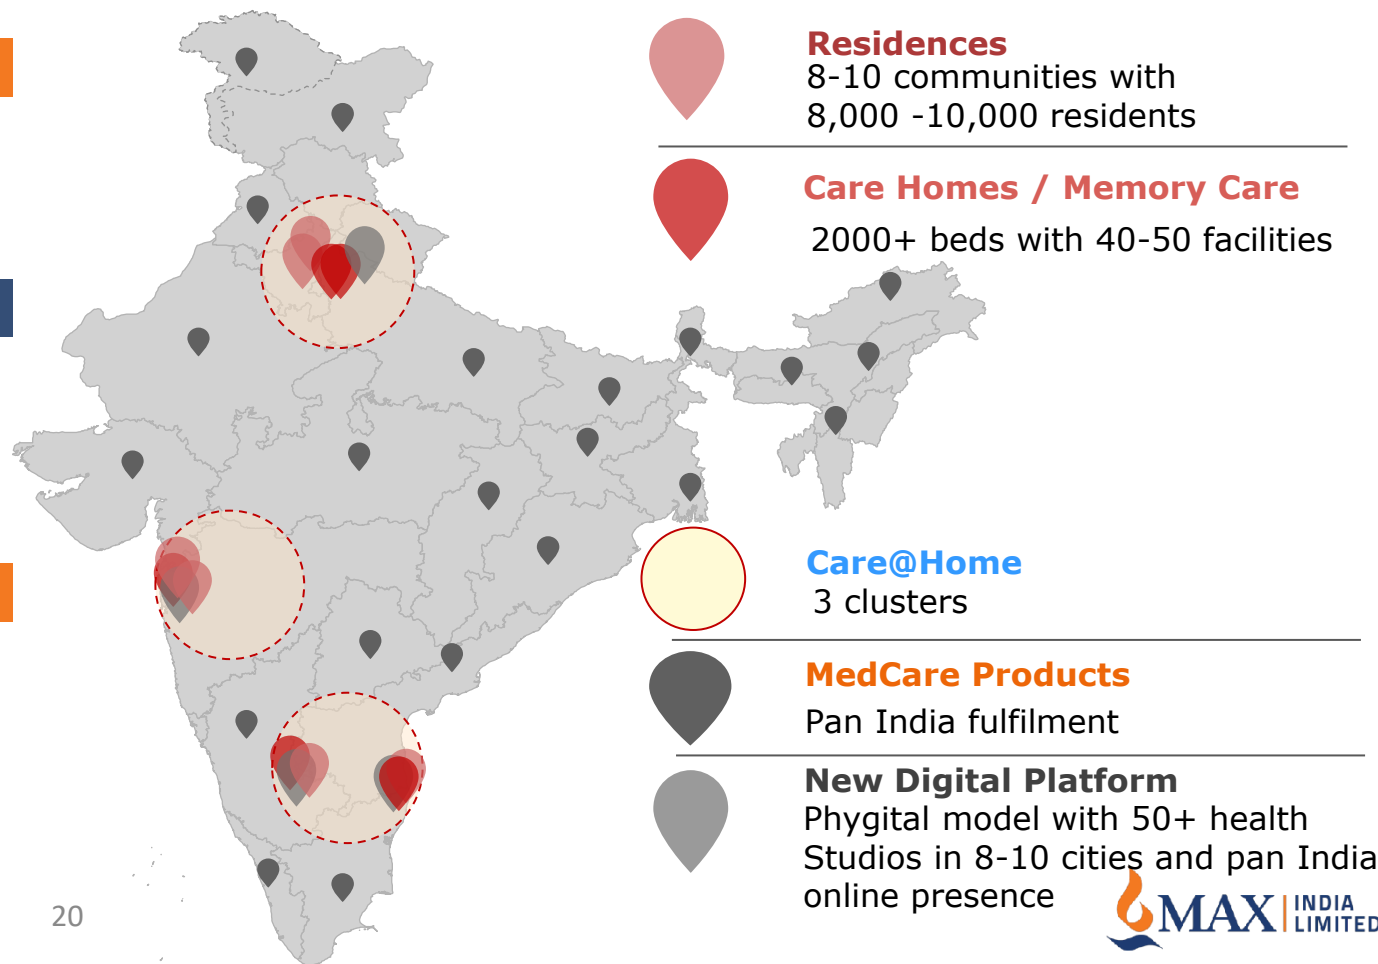 Residences
8-10 communities with
8,000 -10,000 residents
Care Homes / Memory Care
2000+ beds with 40-50 facilities
Care@Home
3 clusters
MedCare Products
Pan India fulfilment
New Digital Platform
Phygital model with 50+ health
Studios in 8-10 cities and pan India
online presence
20
MAX INDIA
LIMITED